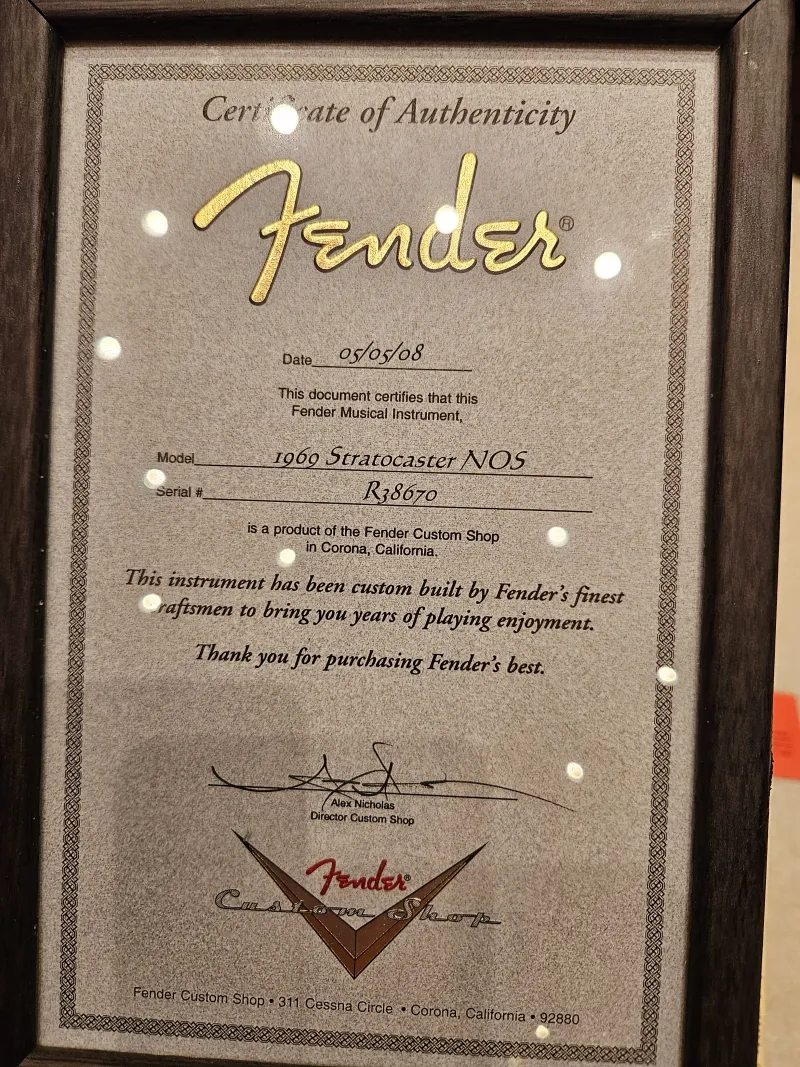 Certificate of Authenticity
Fender®
Date 05/05/08
This document certifies that this
Fender Musical Instrument,
Model 1969 Stratocaster NOS
Serial # R38670
is a product of the Fender Custom Shop
in Corona, California.
This instrument has been custom built by Fender's finest
craftsmen to bring you years of playing enjoyment.
Thank you for purchasing Fender's best.
Alex Nicholas
Director Custom Shop
Fender®
Custom Shop
Fender Custom Shop • 311 Cessna Circle • Corona, California • 92880